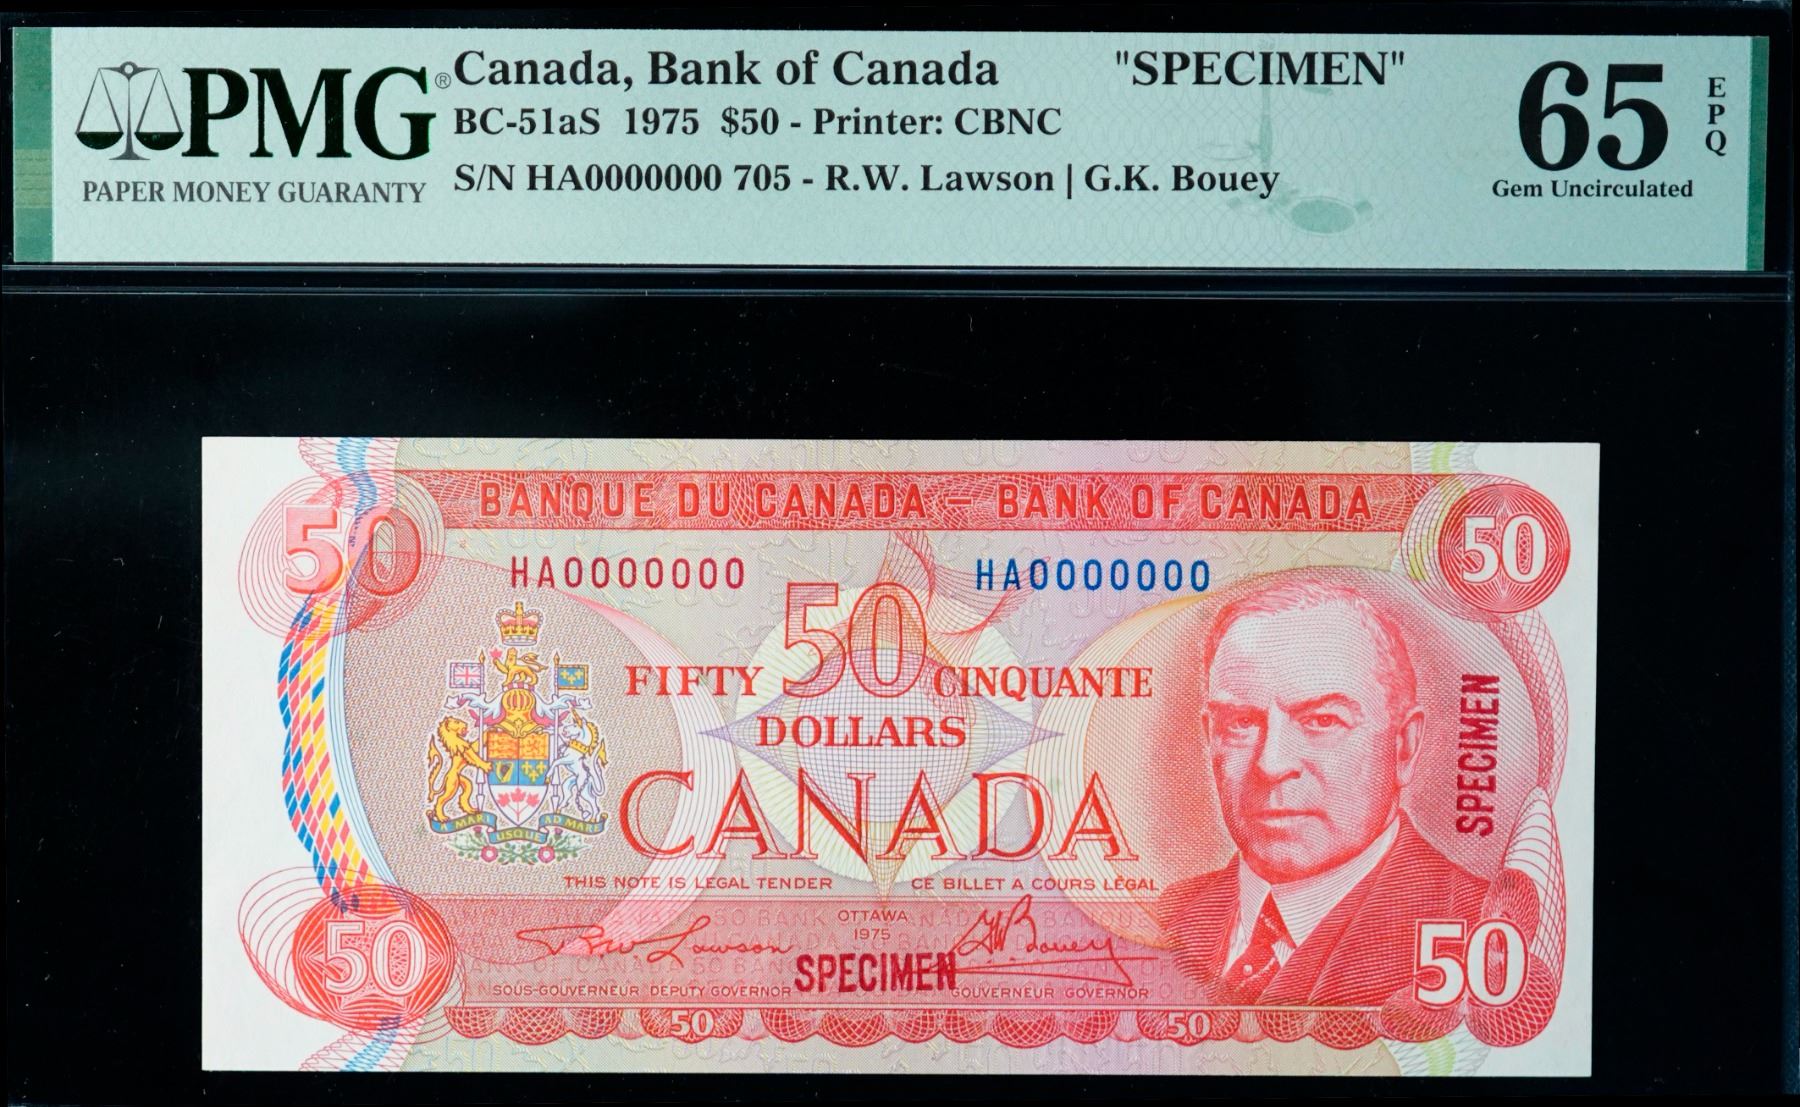 PMG®
PAPER MONEY GUARANTY
Canada, Bank of Canada "SPECIMEN"
BC-51aS 1975 $50 - Printer: CBNC
S/N HA0000000 705 - R.W. Lawson | G.K. Bouey
65
EPQ
Gem Uncirculated
BANQUE DU CANADA – BANK OF CANADA
50
50
HA0000000
HA0000000
50
FIFTY CINQUANTE
DOLLARS
CANADA
A MARI USQUE AD MARE
THIS NOTE IS LEGAL TENDER CE BILLET A COURS LÉGAL
OTTAWA
1975
R.W. Lawson
G.K. Bouey
SPECIMEN
SOUS-GOUVERNEUR DEPUTY GOVERNOR
GOUVERNEUR GOVERNOR
SPECIMEN
50
50
50
50